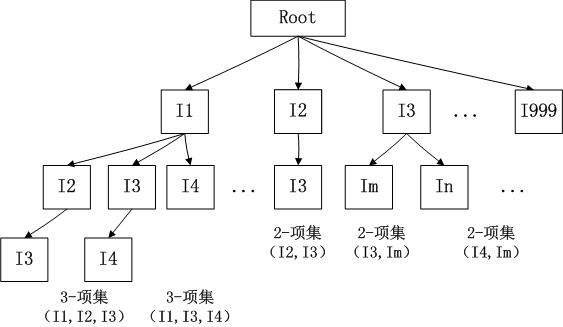 Root
I1
I2
I3
...
I999
I2
I3
I4
...
I3
Im
In
...
2-项集
(I2,I3)
2-项集
(I3,Im)
2-项集
(I4,Im)
I3
I4
3-项集
(I1,I2,I3)
3-项集
(I1,I3,I4)